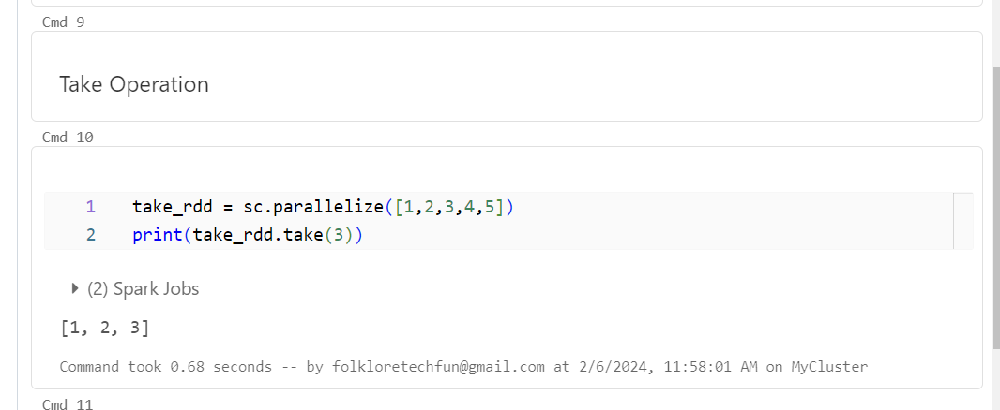 Cmd 9
Take Operation
Cmd 10
1 take_rdd = sc.parallelize([1,2,3,4,5])
2 print(take_rdd.take(3))
(2) Spark Jobs
[1, 2, 3]
Command took 0.68 seconds -- by folkloretechfun@gmail.com at 2/6/2024, 11:58:01 AM on MyCluster
Cmd 11